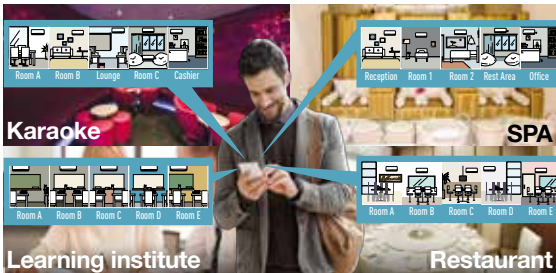 Room A Room B Lounge Room C Cashier
Karaoke
Reception Room 1 Room 2 Rest Area Office
SPA
Room A Room B Room C Room D Room E
Learning institute
Room A Room B Room C Room D Room E
Restaurant